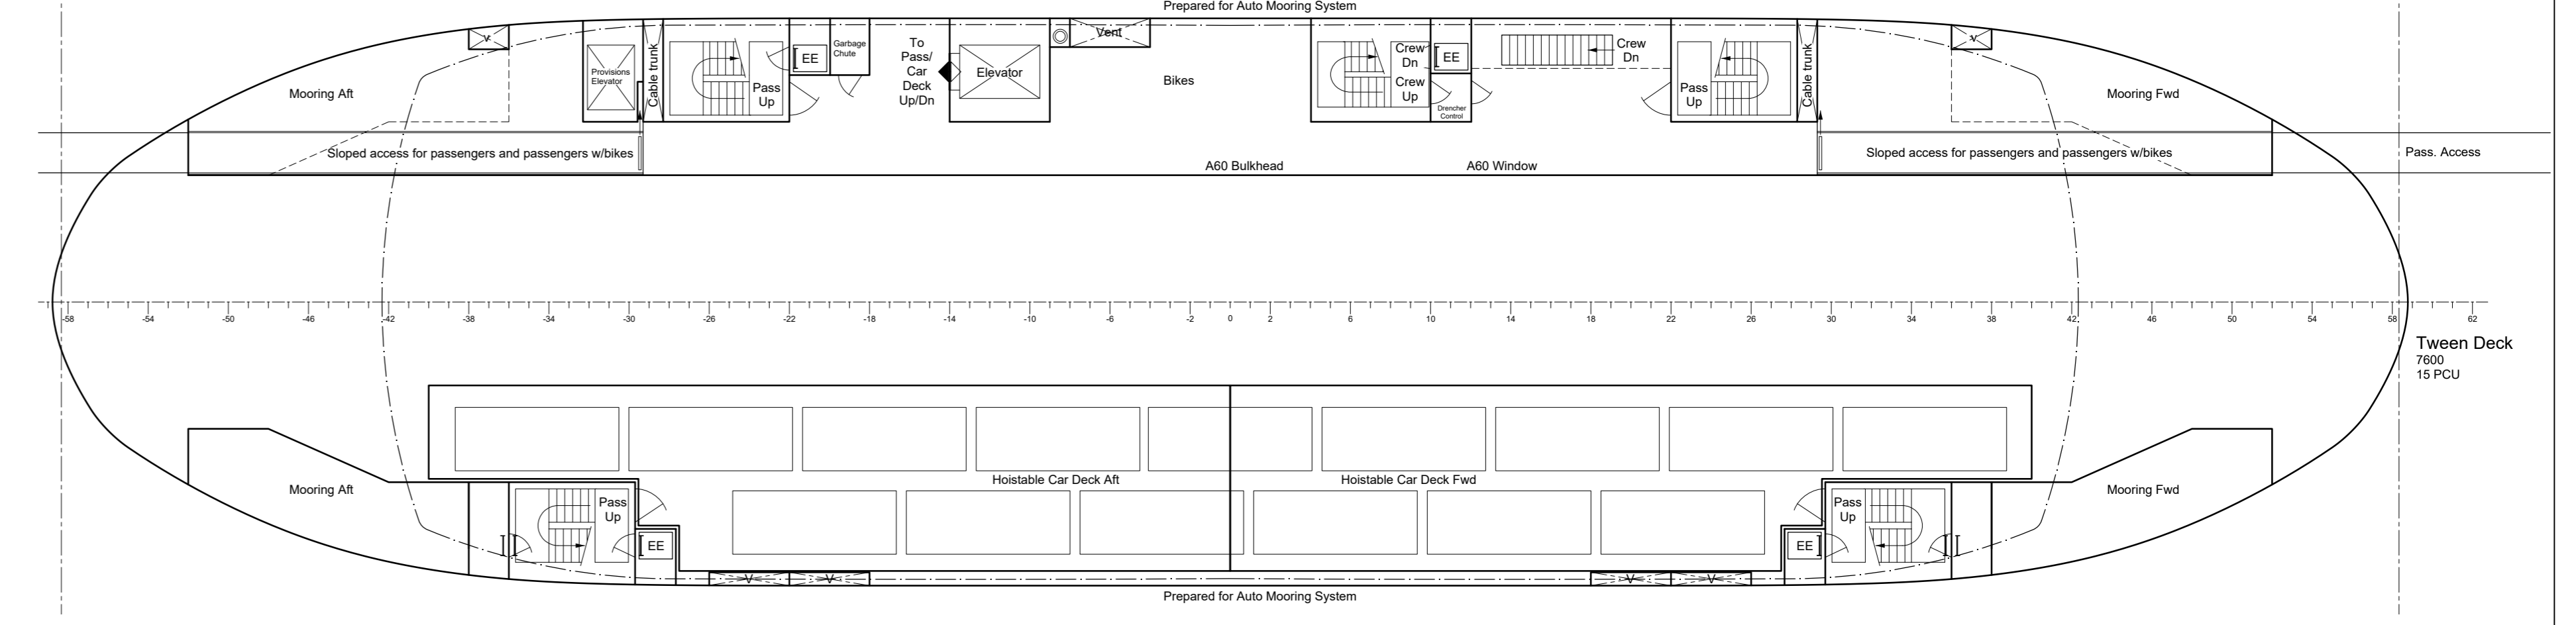 Prepared for Auto Mooring System
v
Provisions
Elevator
Cable trunk
Pass
Up
EE
Garbage
Chute
To
Pass/
Car
Deck
Up/Dn
Elevator
Vent
Bikes
Crew
Dn
Crew
Up
EE
Drencher
Control
Crew
Dn
Pass
Up
Cable trunk
v
Mooring Aft
Mooring Fwd
Sloped access for passengers and passengers w/bikes
A60 Bulkhead
A60 Window
Sloped access for passengers and passengers w/bikes
Pass. Access
-58 -54 -50 -46 -42 -38 -34 -30 -26 -22 -18 -14 -10 -6 -2 0 2 6 10 14 18 22 26 30 34 38 42 46 50 54 58 62
Tween Deck
7600
15 PCU
Hoistable Car Deck Aft
Hoistable Car Deck Fwd
Mooring Aft
Pass
Up
EE
Pass
Up
EE
Mooring Fwd
V V V V
Prepared for Auto Mooring System